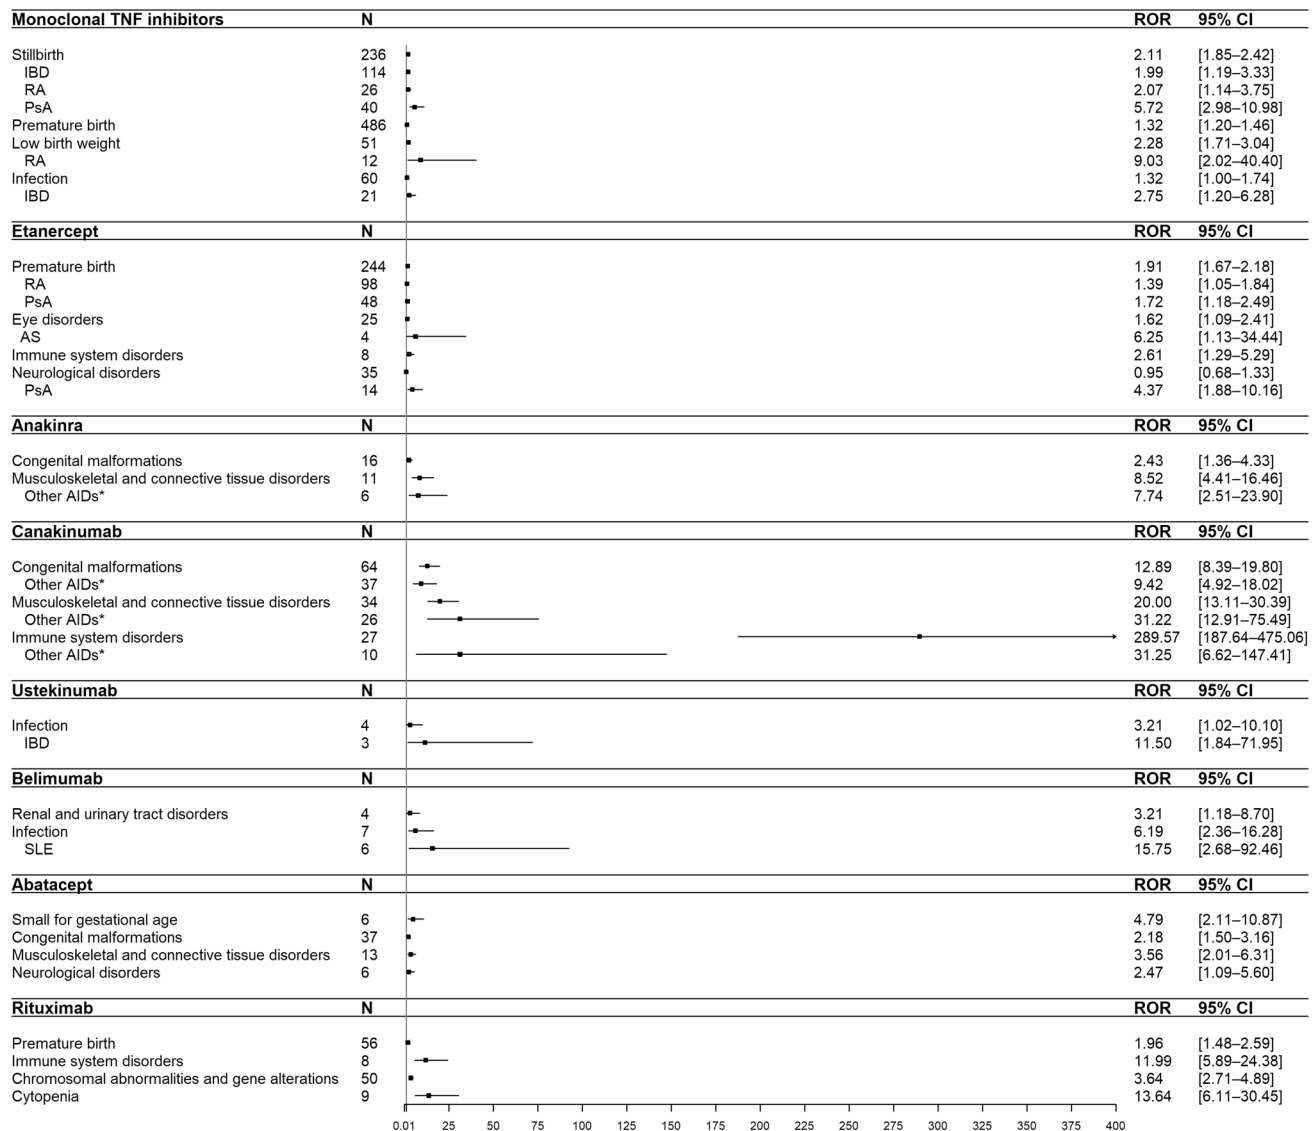 Monoclonal TNF inhibitors N ROR 95% CI
Stillbirth 236 2.11 [1.85–2.42]
IBD 114 1.99 [1.19–3.33]
RA 26 2.07 [1.14–3.75]
PsA 40 5.72 [2.98–10.98]
Premature birth 486 1.32 [1.20–1.46]
Low birth weight 51 2.28 [1.71–3.04]
RA 12 9.03 [2.02–40.40]
Infection 60 1.32 [1.00–1.74]
IBD 21 2.75 [1.20–6.28]
Etanercept N ROR 95% CI
Premature birth 244 1.91 [1.67–2.18]
RA 98 1.39 [1.05–1.84]
PsA 48 1.72 [1.18–2.49]
Eye disorders 25 1.62 [1.09–2.41]
AS 4 6.25 [1.13–34.44]
Immune system disorders 8 2.61 [1.29–5.29]
Neurological disorders 35 0.95 [0.68–1.33]
PsA 14 4.37 [1.88–10.16]
Anakinra N ROR 95% CI
Congenital malformations 16 2.43 [1.36–4.33]
Musculoskeletal and connective tissue disorders 11 8.52 [4.41–16.46]
Other AIDs* 6 7.74 [2.51–23.90]
Canakinumab N ROR 95% CI
Congenital malformations 64 12.89 [8.39–19.80]
Other AIDs* 37 9.42 [4.92–18.02]
Musculoskeletal and connective tissue disorders 34 20.00 [13.11–30.39]
Other AIDs* 26 31.22 [12.91–75.49]
Immune system disorders 27 289.57 [187.64–475.06]
Other AIDs* 10 31.25 [6.62–147.41]
Ustekinumab N ROR 95% CI
Infection 4 3.21 [1.02–10.10]
IBD 3 11.50 [1.84–71.95]
Belimumab N ROR 95% CI
Renal and urinary tract disorders 4 3.21 [1.18–8.70]
Infection 7 6.19 [2.36–16.28]
SLE 6 15.75 [2.68–92.46]
Abatacept N ROR 95% CI
Small for gestational age 6 4.79 [2.11–10.87]
Congenital malformations 37 2.18 [1.50–3.16]
Musculoskeletal and connective tissue disorders 13 3.56 [2.01–6.31]
Neurological disorders 6 2.47 [1.09–5.60]
Rituximab N ROR 95% CI
Premature birth 56 1.96 [1.48–2.59]
Immune system disorders 8 11.99 [5.89–24.38]
Chromosomal abnormalities and gene alterations 50 3.64 [2.71–4.89]
Cytopenia 9 13.64 [6.11–30.45]
0.01 25 50 75 100 125 150 175 200 225 250 275 300 325 350 375 400